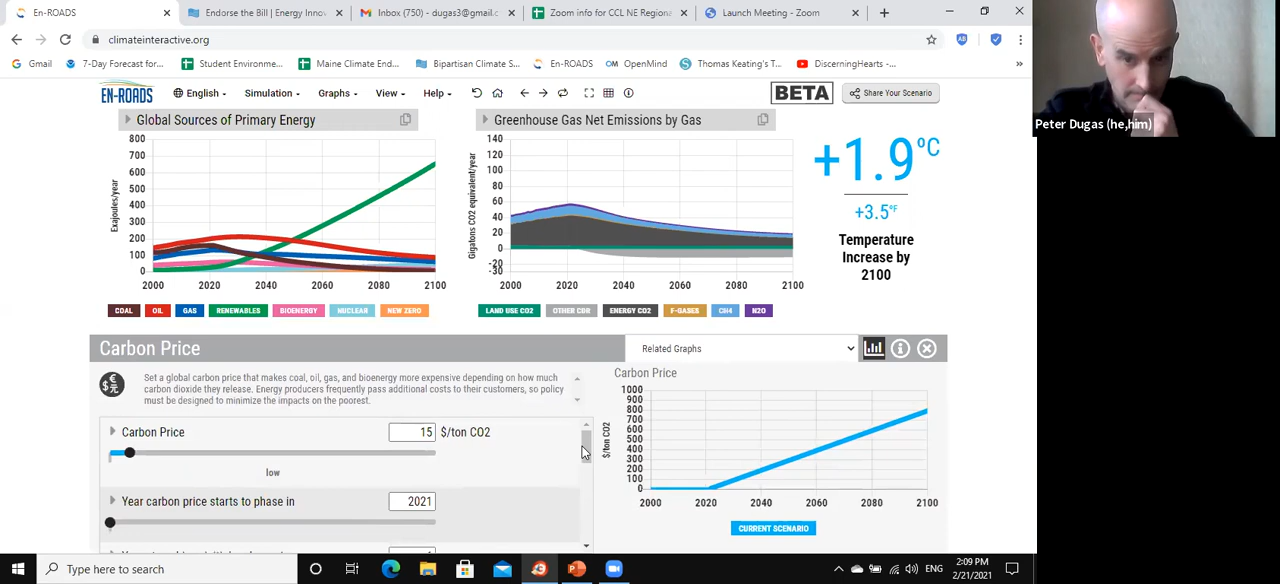 En-ROADS
Endorse the Bill | Energy Innov
Inbox (750) - dugas3@gmail.c
Zoom info for CCL NE Regiona
Launch Meeting - Zoom
climateinteractive.org
Gmail
7-Day Forecast for...
Student Environme...
Maine Climate End...
Bipartisan Climate S...
En-ROADS
OpenMind
Thomas Keating's T...
DiscerningHearts -...
EN-ROADS
English
Simulation
Graphs
View
Help
BETA
Share Your Scenario
Global Sources of Primary Energy
800
700
600
500
400
300
200
100
0
Exajoules/year
2000
2020
2040
2060
2080
2100
COAL
OIL
GAS
RENEWABLES
BIOENERGY
NUCLEAR
NEW ZERO
Greenhouse Gas Net Emissions by Gas
140
120
100
80
60
40
20
0
-20
-30
Gigatons CO2 equivalent/year
2000
2020
2040
2060
2080
2100
LAND USE CO2
OTHER CDR
ENERGY CO2
F-GASES
CH4
N2O
+1.9°C
+3.5°F
Temperature
Increase by
2100
Peter Dugas (he,him)
Carbon Price
Related Graphs
Set a global carbon price that makes coal, oil, gas, and bioenergy more expensive depending on how much
carbon dioxide they release. Energy producers frequently pass additional costs to their customers, so policy
must be designed to minimize the impacts on the poorest.
Carbon Price
15 $/ton CO2
low
Year carbon price starts to phase in
2021
Carbon Price
1000
900
800
700
600
500
400
300
200
100
0
$/ton CO2
2000
2020
2040
2060
2080
2100
CURRENT SCENARIO
Type here to search
ENG
2:09 PM
2/21/2021